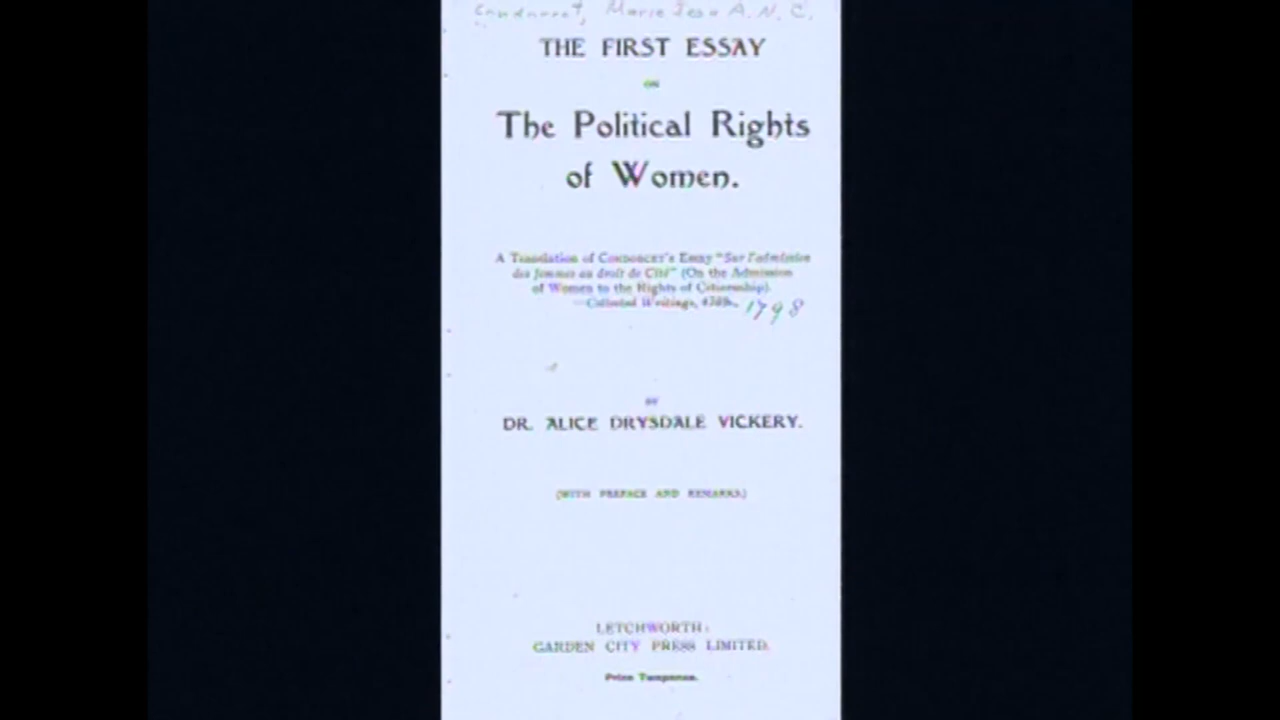 Condorcet, Marie Jean A. N. C.
THE FIRST ESSAY
ON
The Political Rights
of Women.
A Translation of CONDORCET'S Essay "Sur l'admission
des femmes au droit de Cité" (On the Admission
of Women to the Rights of Citizenship).
Collected Writings, 1798
BY
DR. ALICE DRYSDALE VICKERY.
(WITH PREFACE AND REMARKS.)
LETCHWORTH:
GARDEN CITY PRESS LIMITED.
Price Twopence.